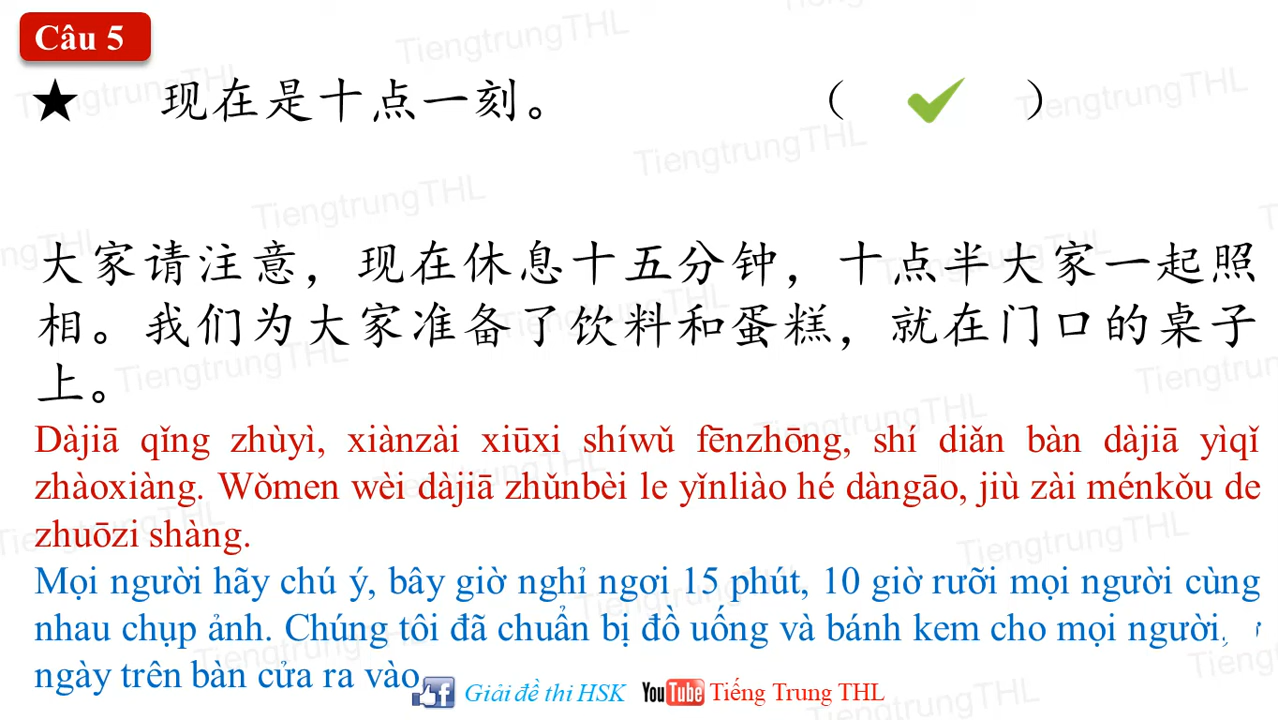 Câu 5
★ 现在是十点一刻。 （ ✓ ）
大家请注意，现在休息十五分钟，十点半大家一起照
相。我们为大家准备了饮料和蛋糕，就在门口的桌子
上。
Dàjiā qǐng zhùyì, xiànzài xiūxi shíwǔ fēnzhōng, shí diǎn bàn dàjiā yìqǐ
zhàoxiàng. Wǒmen wèi dàjiā zhǔnbèi le yǐnliào hé dàngāo, jiù zài ménkǒu de
zhuōzi shàng.
Mọi người hãy chú ý, bây giờ nghỉ ngơi 15 phút, 10 giờ rưỡi mọi người cùng
nhau chụp ảnh. Chúng tôi đã chuẩn bị đồ uống và bánh kem cho mọi người,
ngày trên bàn cửa ra vào
Giải đề thi HSK YouTube Tiếng Trung THL